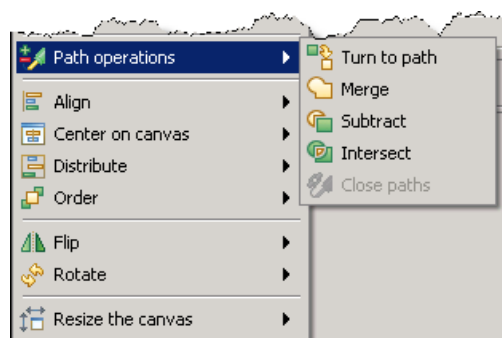 Path operations
Align
Center on canvas
Distribute
Order
Flip
Rotate
Resize the canvas
Turn to path
Merge
Subtract
Intersect
Close paths